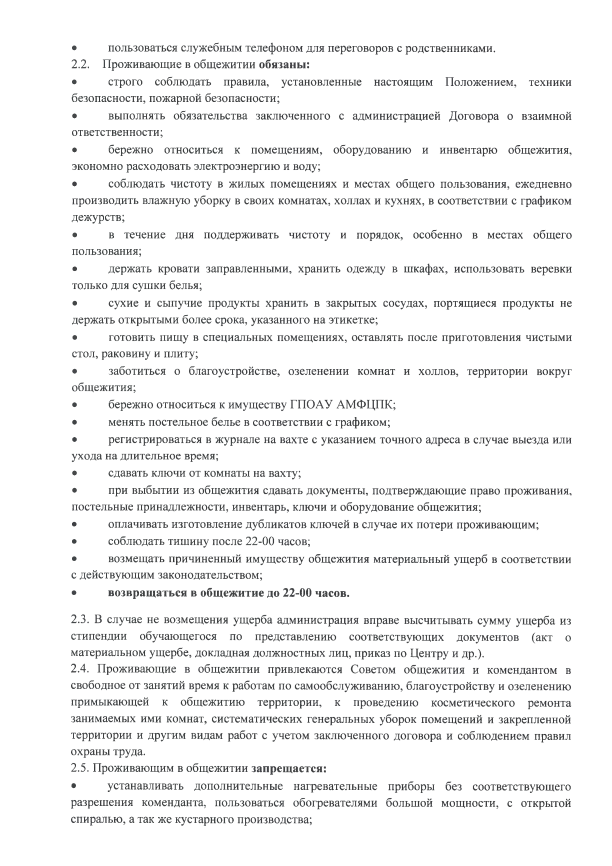 • пользоваться служебным телефоном для переговоров с родственниками.
2.2. Проживающие в общежитии обязаны:
• строго соблюдать правила, установленные настоящим Положением, техники
безопасности, пожарной безопасности;
• выполнять обязательства заключенного с администрацией Договора о взаимной
ответственности;
• бережно относиться к помещениям, оборудованию и инвентарю общежития,
экономно расходовать электроэнергию и воду;
• соблюдать чистоту в жилых помещениях и местах общего пользования, ежедневно
производить влажную уборку в своих комнатах, холлах и кухнях, в соответствии с графиком
дежурств;
• в течение дня поддерживать чистоту и порядок, особенно в местах общего
пользования;
• держать кровати заправленными, хранить одежду в шкафах, использовать веревки
только для сушки белья;
• сухие и сыпучие продукты хранить в закрытых сосудах, портящиеся продукты не
держать открытыми более срока, указанного на этикетке;
• готовить пищу в специальных помещениях, оставлять после приготовления чистыми
стол, раковину и плиту;
• заботиться о благоустройстве, озеленении комнат и холлов, территории вокруг
общежития;
• бережно относиться к имуществу ГПОАУ АМФЦПК;
• менять постельное белье в соответствии с графиком;
• регистрироваться в журнале на вахте с указанием точного адреса в случае выезда или
ухода на длительное время;
• сдавать ключи от комнаты на вахту;
• при выбытии из общежития сдавать документы, подтверждающие право проживания,
постельные принадлежности, инвентарь, ключи и оборудование общежития;
• оплачивать изготовление дубликатов ключей в случае их потери проживающим;
• соблюдать тишину после 22-00 часов;
• возмещать причиненный имуществу общежития материальный ущерб в соответствии
с действующим законодательством;
• возвращаться в общежитие до 22-00 часов.
2.3. В случае не возмещения ущерба администрация вправе высчитывать сумму ущерба из
стипендии обучающегося по представлению соответствующих документов (акт о
материальном ущербе, докладная должностных лиц, приказ по Центру и др.).
2.4. Проживающие в общежитии привлекаются Советом общежития и комендантом в
свободное от занятий время к работам по самообслуживанию, благоустройству и озеленению
примыкающей к общежитию территории, к проведению косметического ремонта
занимаемых ими комнат, систематических генеральных уборок помещений и закрепленной
территории и другим видам работ с учетом заключенного договора и соблюдением правил
охраны труда.
2.5. Проживающим в общежитии запрещается:
• устанавливать дополнительные нагревательные приборы без соответствующего
разрешения коменданта, пользоваться обогревателями большой мощности, с открытой
спиралью, а так же кустарного производства;